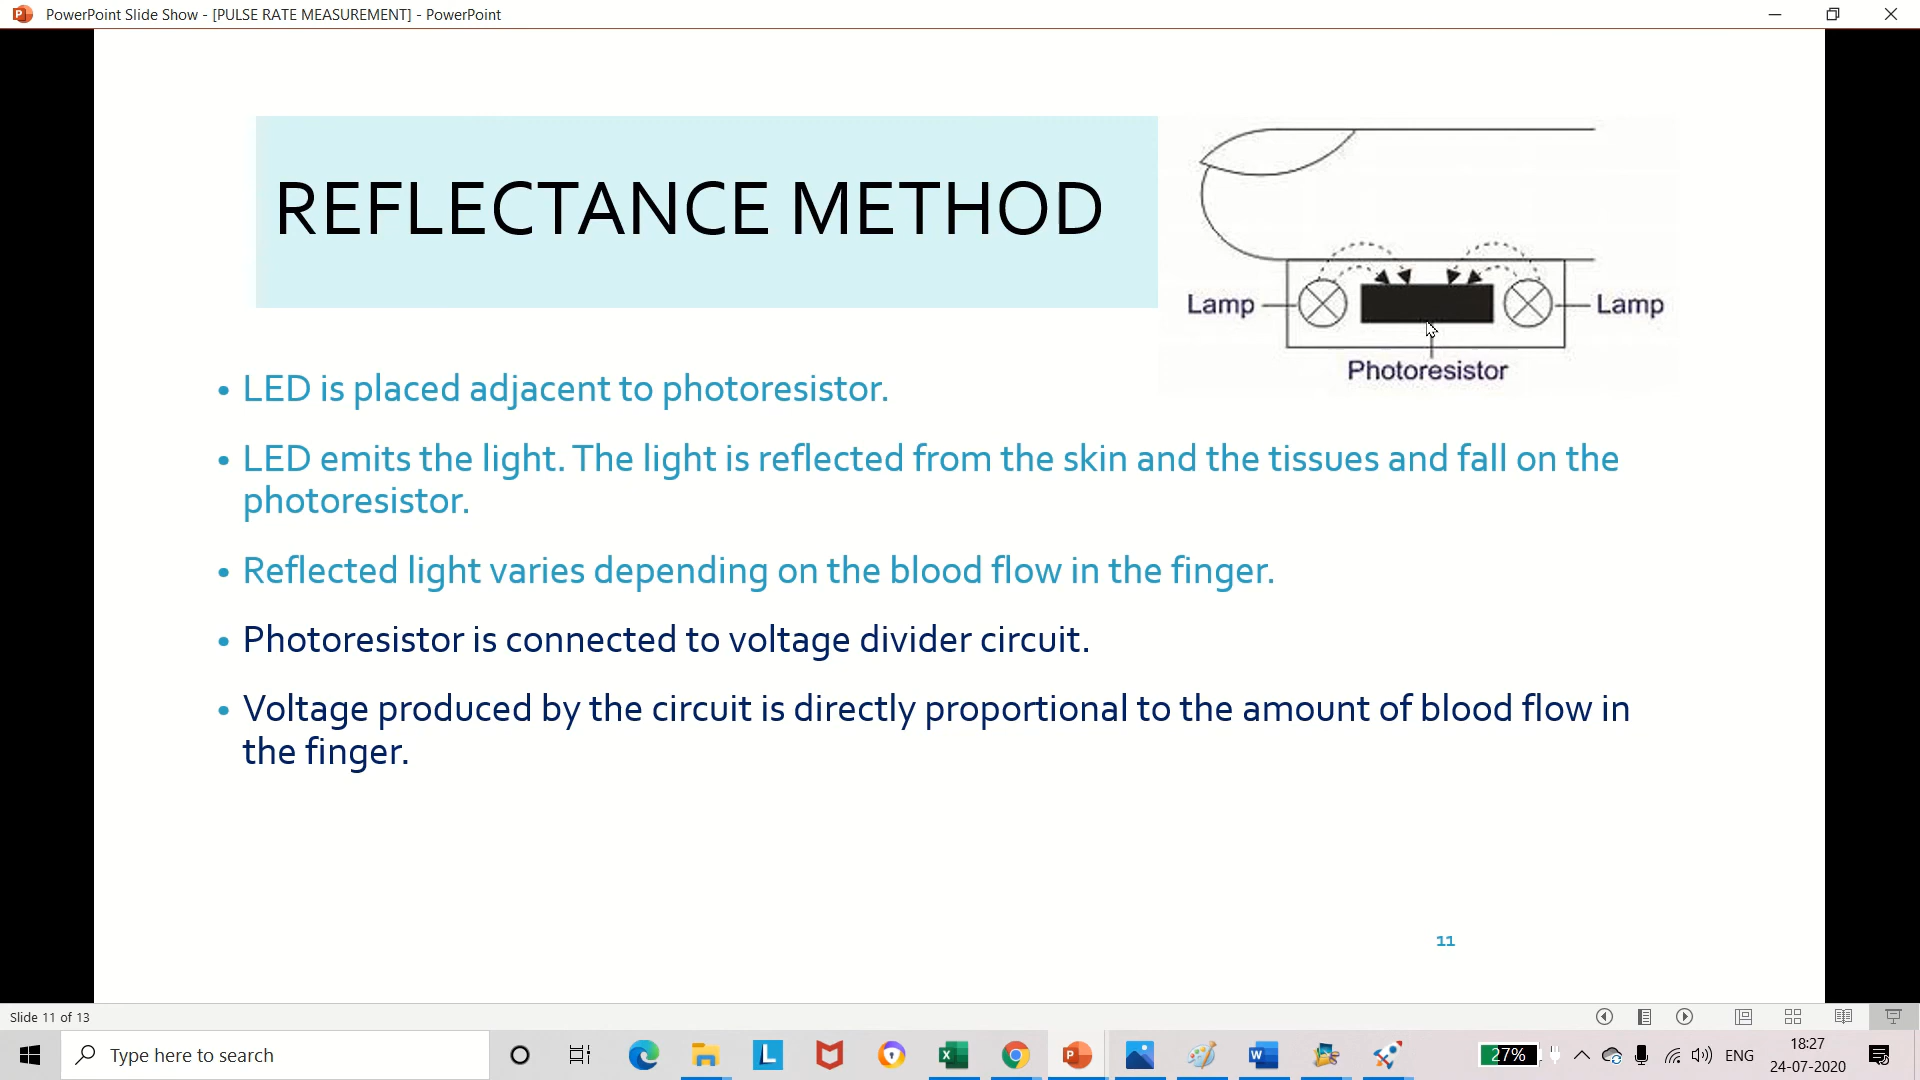 PowerPoint Slide Show - [PULSE RATE MEASUREMENT] - PowerPoint
REFLECTANCE METHOD
Lamp
Lamp
Photoresistor
• LED is placed adjacent to photoresistor.
• LED emits the light. The light is reflected from the skin and the tissues and fall on the
photoresistor.
• Reflected light varies depending on the blood flow in the finger.
• Photoresistor is connected to voltage divider circuit.
• Voltage produced by the circuit is directly proportional to the amount of blood flow in
the finger.
11
Slide 11 of 13
Type here to search
27%
ENG
18:27
24-07-2020